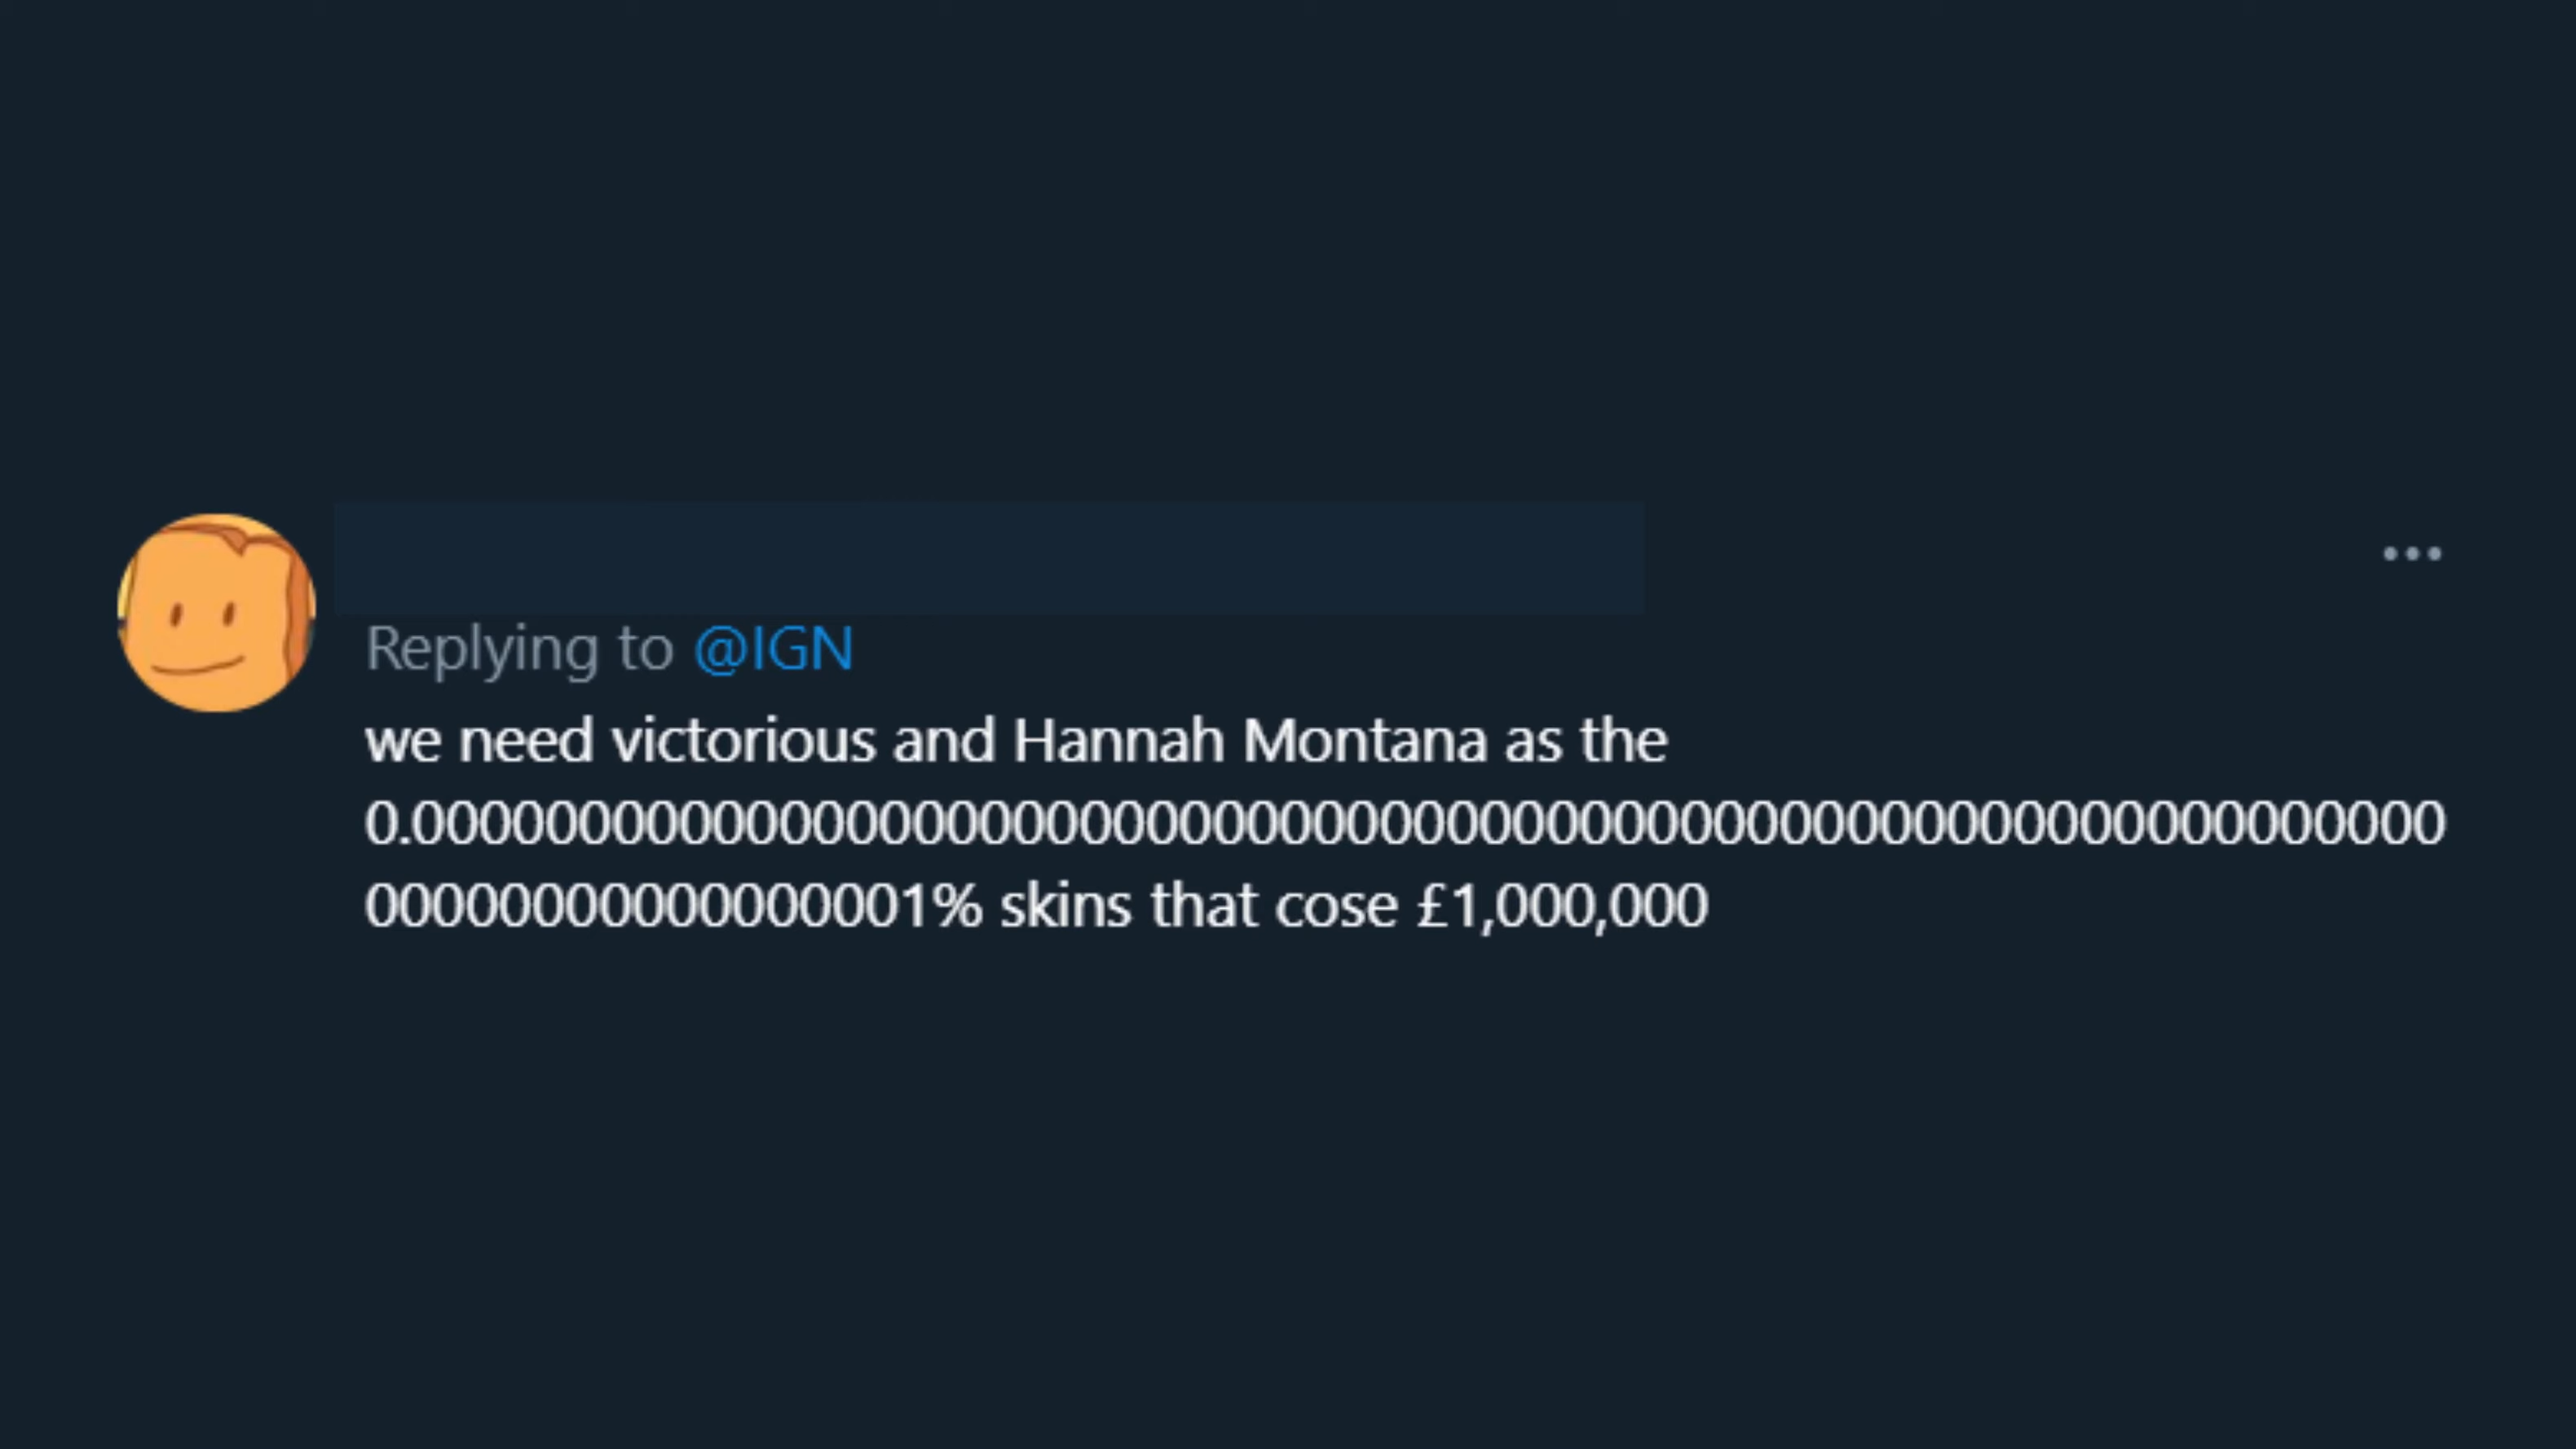 Replying to @IGN
we need victorious and Hannah Montana as the
0.0000000000000000000000000000000000000000000000000000000000000
00000000000000001% skins that cose £1,000,000